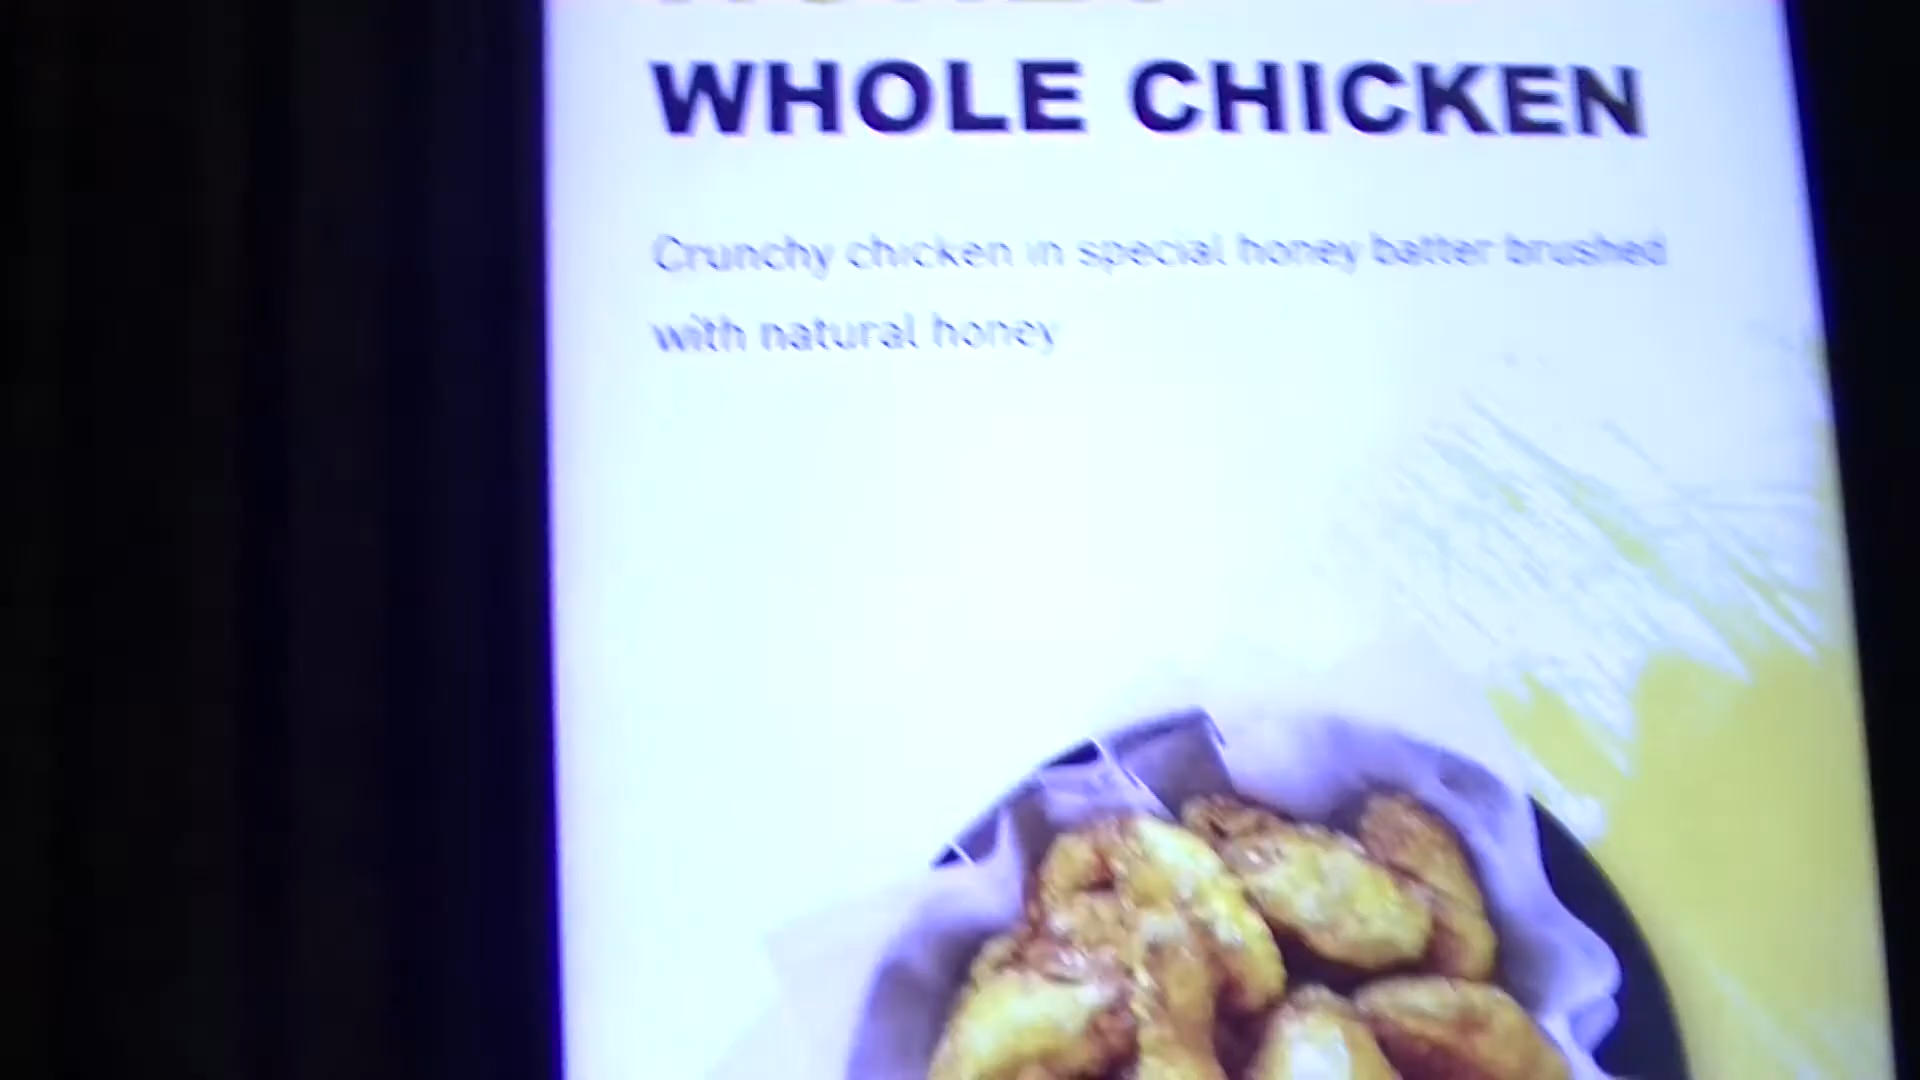 WHOLE CHICKEN
Crunchy chicken in special honey batter brushed
with natural honey